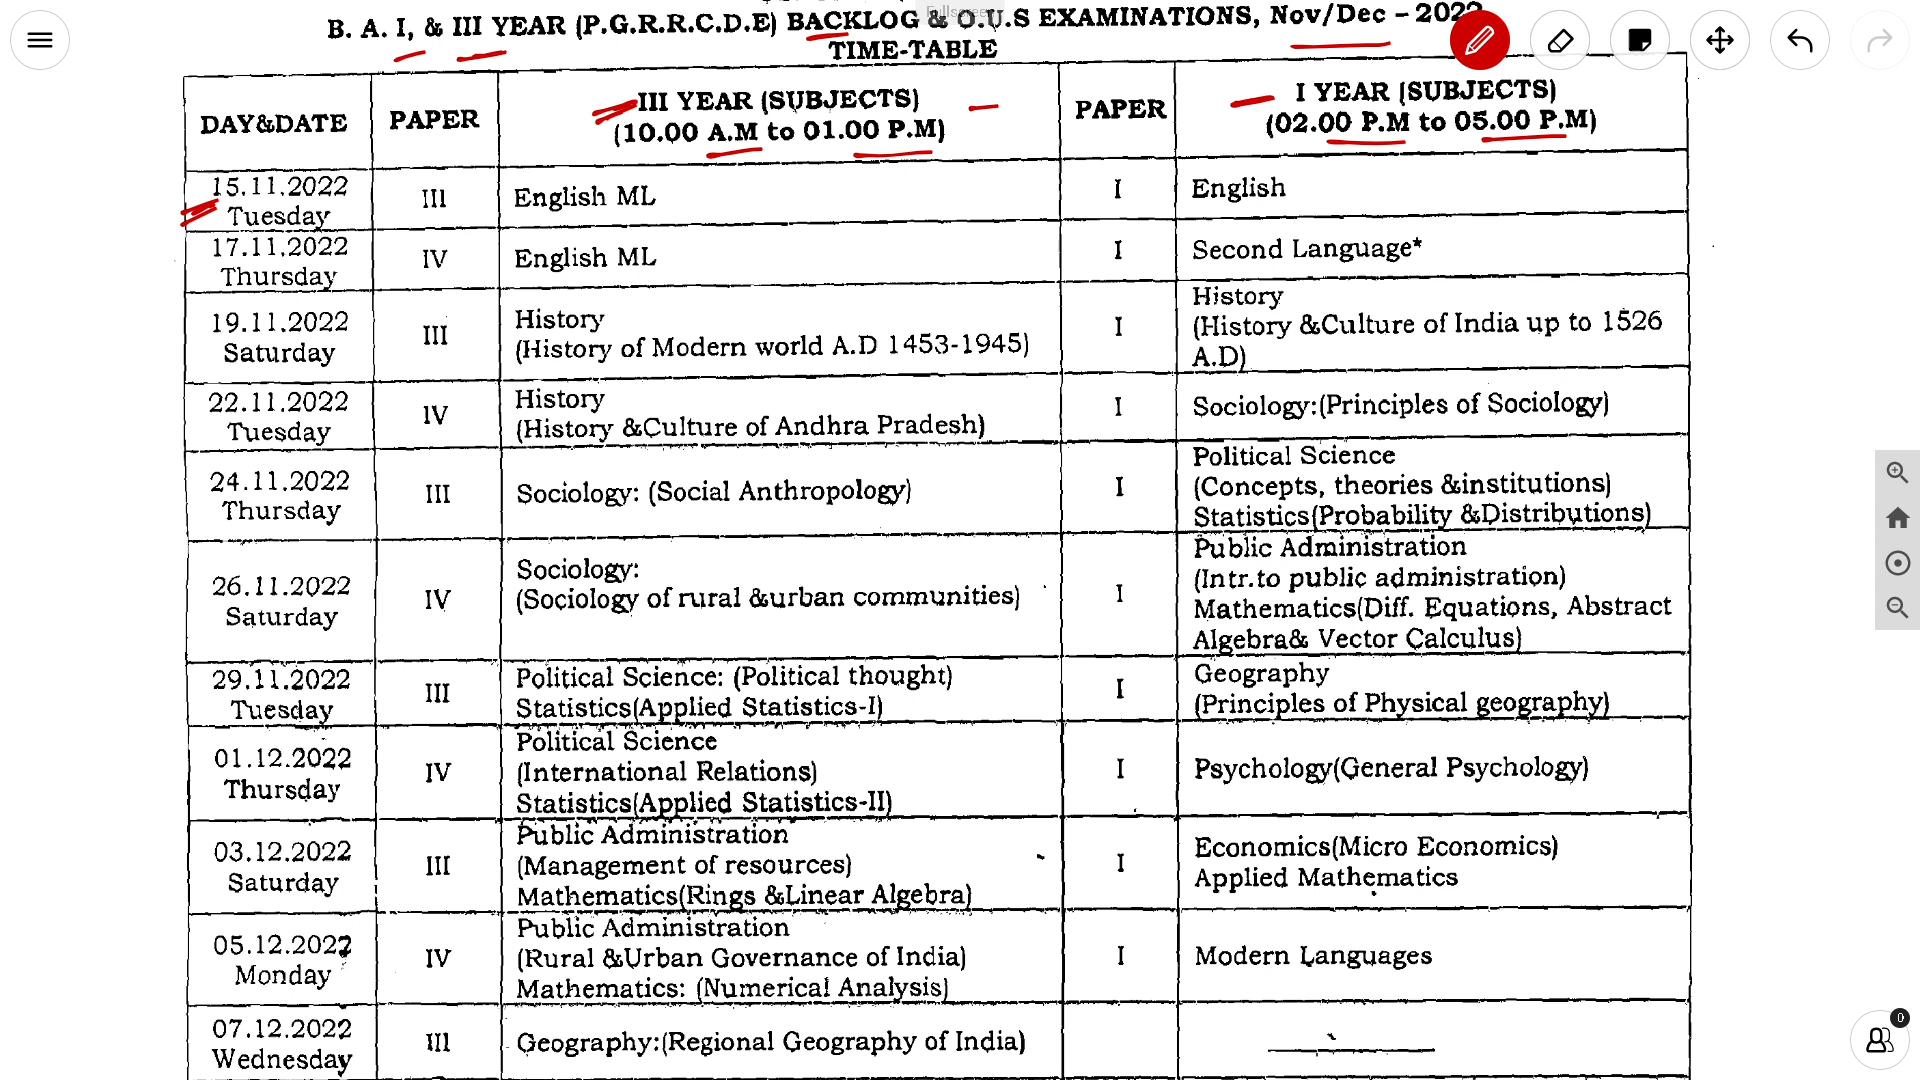 B. A. I, & III YEAR (P.G.R.R.C.D.E) BACKLOG & O.U.S EXAMINATIONS, Nov/Dec – 2022
TIME-TABLE
DAY&DATE
PAPER
III YEAR (SUBJECTS)
(10.00 A.M to 01.00 P.M)
PAPER
I YEAR (SUBJECTS)
(02.00 P.M to 05.00 P.M)
15.11.2022
Tuesday
III
English ML
I
English
17.11.2022
Thursday
IV
English ML
I
Second Language*
19.11.2022
Saturday
III
History
(History of Modern world A.D 1453-1945)
I
History
(History &Culture of India up to 1526
A.D)
22.11.2022
Tuesday
IV
History
(History &Culture of Andhra Pradesh)
I
Sociology:(Principles of Sociology)
24.11.2022
Thursday
III
Sociology: (Social Anthropology)
I
Political Science
(Concepts, theories &institutions)
Statistics(Probability &Distributions)
26.11.2022
Saturday
IV
Sociology:
(Sociology of rural &urban communities)
I
Public Administration
(Intr.to public administration)
Mathematics(Diff. Equations, Abstract
Algebra& Vector Calculus)
29.11.2022
Tuesday
III
Political Science: (Political thought)
Statistics(Applied Statistics-I)
I
Geography
(Principles of Physical geography)
01.12.2022
Thursday
IV
Political Science
(International Relations)
Statistics(Applied Statistics-II)
I
Psychology(General Psychology)
03.12.2022
Saturday
III
Public Administration
(Management of resources)
Mathematics(Rings &Linear Algebra)
I
Economics(Micro Economics)
Applied Mathematics
05.12.2022
Monday
IV
Public Administration
(Rural &Urban Governance of India)
Mathematics: (Numerical Analysis)
I
Modern Languages
07.12.2022
Wednesday
III
Geography:(Regional Geography of India)
0